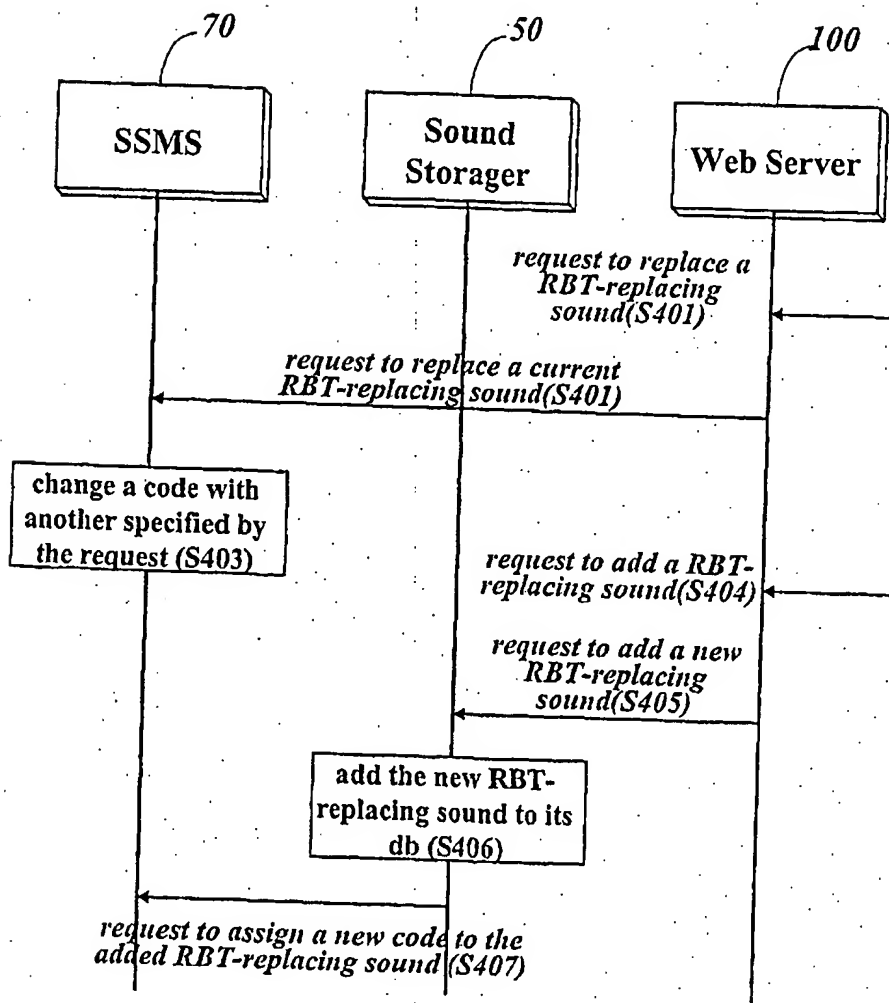 70
50
100
SSMS
Sound
Storager
Web Server
request to replace a
RBT-replacing
sound(S401)
request to replace a current
RBT-replacing sound(S401)
change a code with
another specified by
the request (S403)
request to add a RBT-
replacing sound(S404)
request to add a new
RBT-replacing
sound(S405)
add the new RBT-
replacing sound to its
db (S406)
request to assign a new code to the
added RBT-replacing sound (S407)